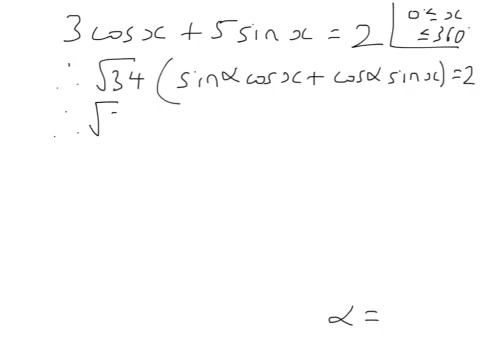 3 cos x + 5 sin x = 2 | 0 ≤ x ≤ 360
∴ √34 (sin α cos x + cos α sin x) = 2
∴ √
α =